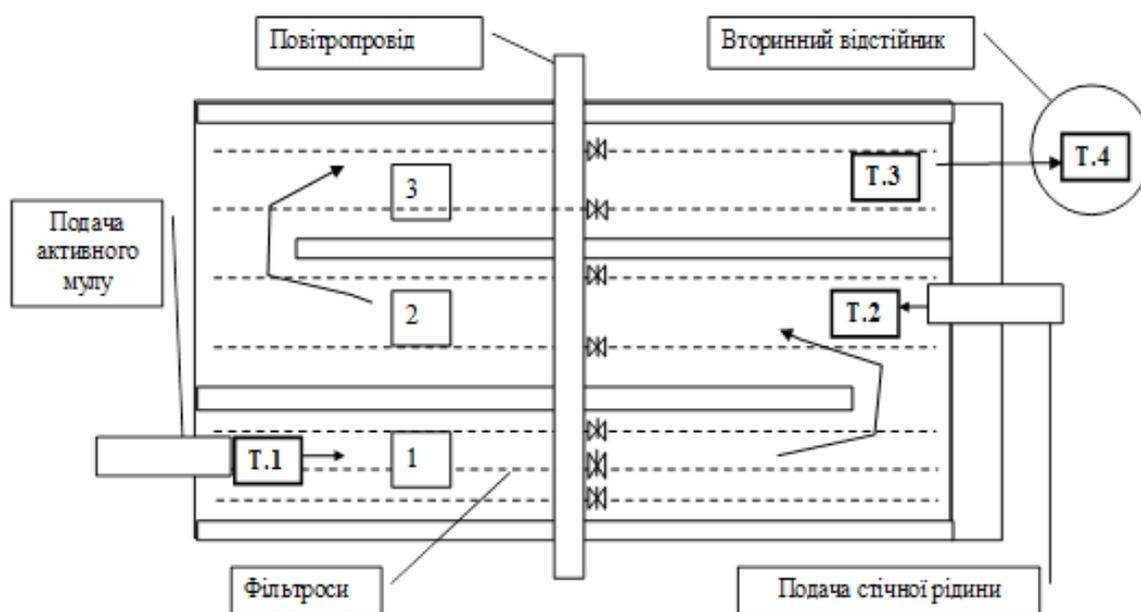 Повітропровід
Вторинний відстійник
Т.4
3
Т.3
Подача
активного
мулу
2
Т.2
Т.1
1
Фільтроси
Подача стічної рідини